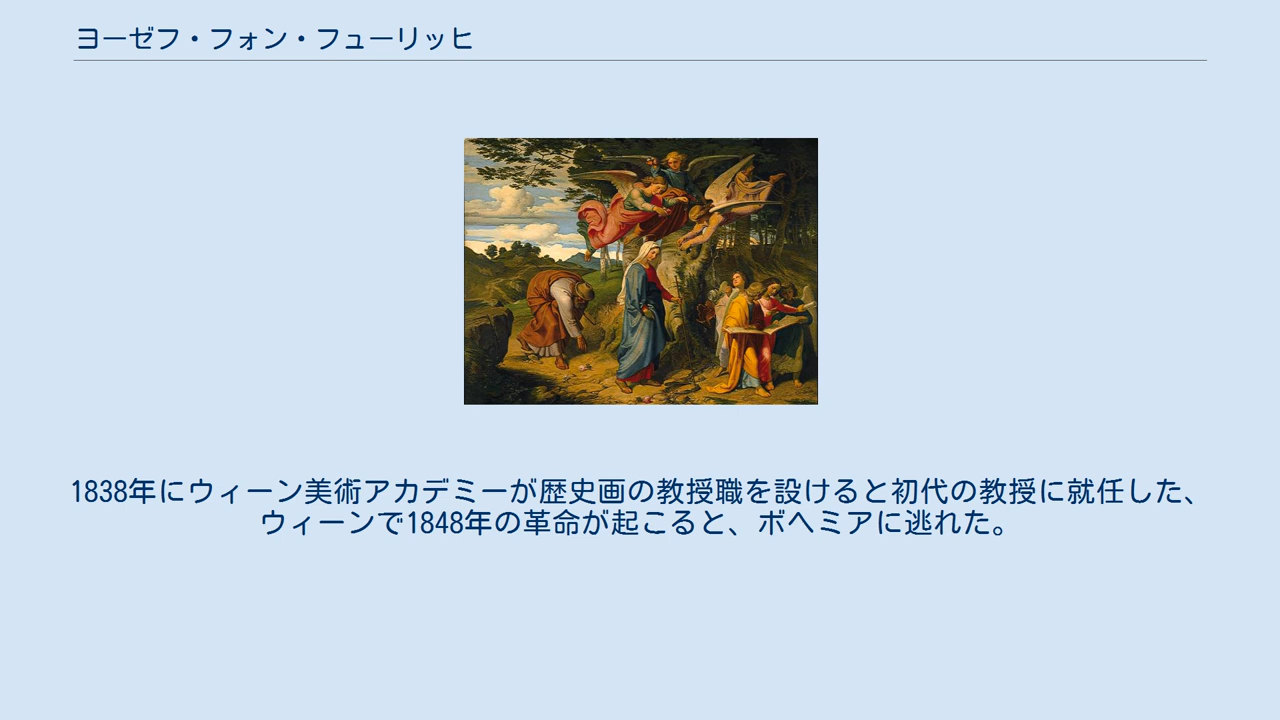 ヨーゼフ・フォン・フューリッヒ
1838年にウィーン美術アカデミーが歴史画の教授職を設けると初代の教授に就任した、
ウィーンで1848年の革命が起こると、ボヘミアに逃れた。